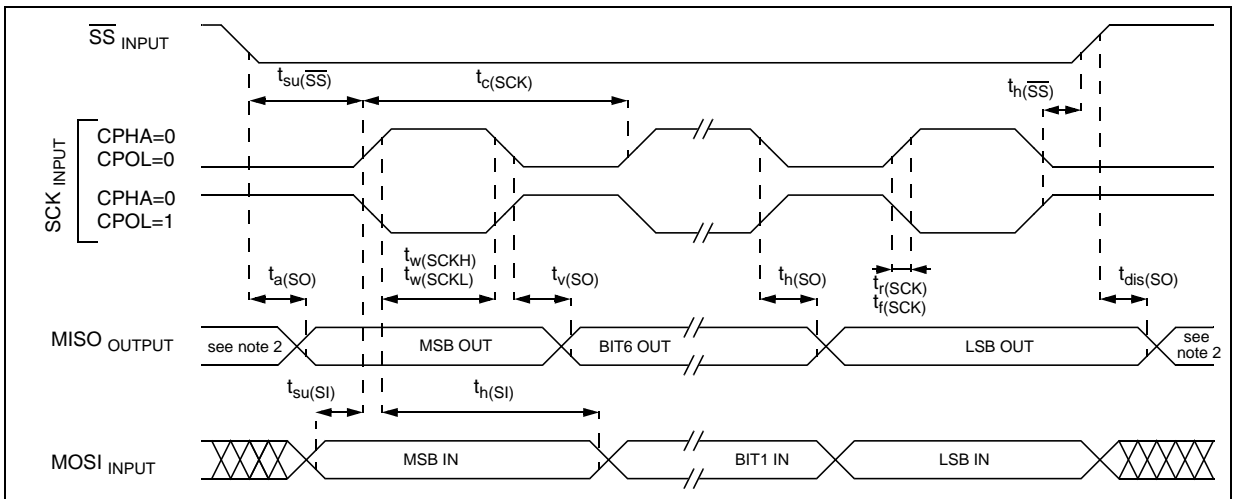 SS INPUT
tsu(SS)
tc(SCK)
th(SS)
SCK INPUT
CPHA=0
CPOL=0
CPHA=0
CPOL=1
ta(SO)
tw(SCKH)
tw(SCKL)
tv(SO)
th(SO)
tr(SCK)
tf(SCK)
tdis(SO)
MISO OUTPUT
see note 2
MSB OUT
BIT6 OUT
LSB OUT
see
note 2
tsu(SI)
th(SI)
MOSI INPUT
MSB IN
BIT1 IN
LSB IN